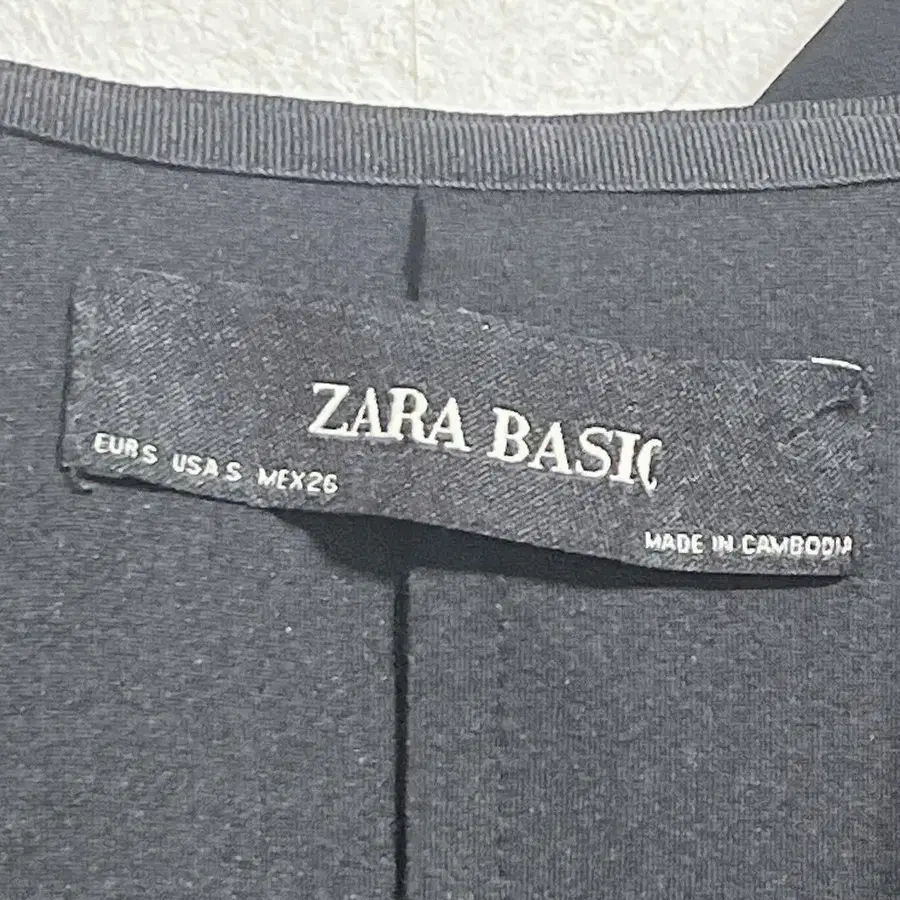 ZARA BASIC
EUR S USA S MEX 26
MADE IN CAMBODIA